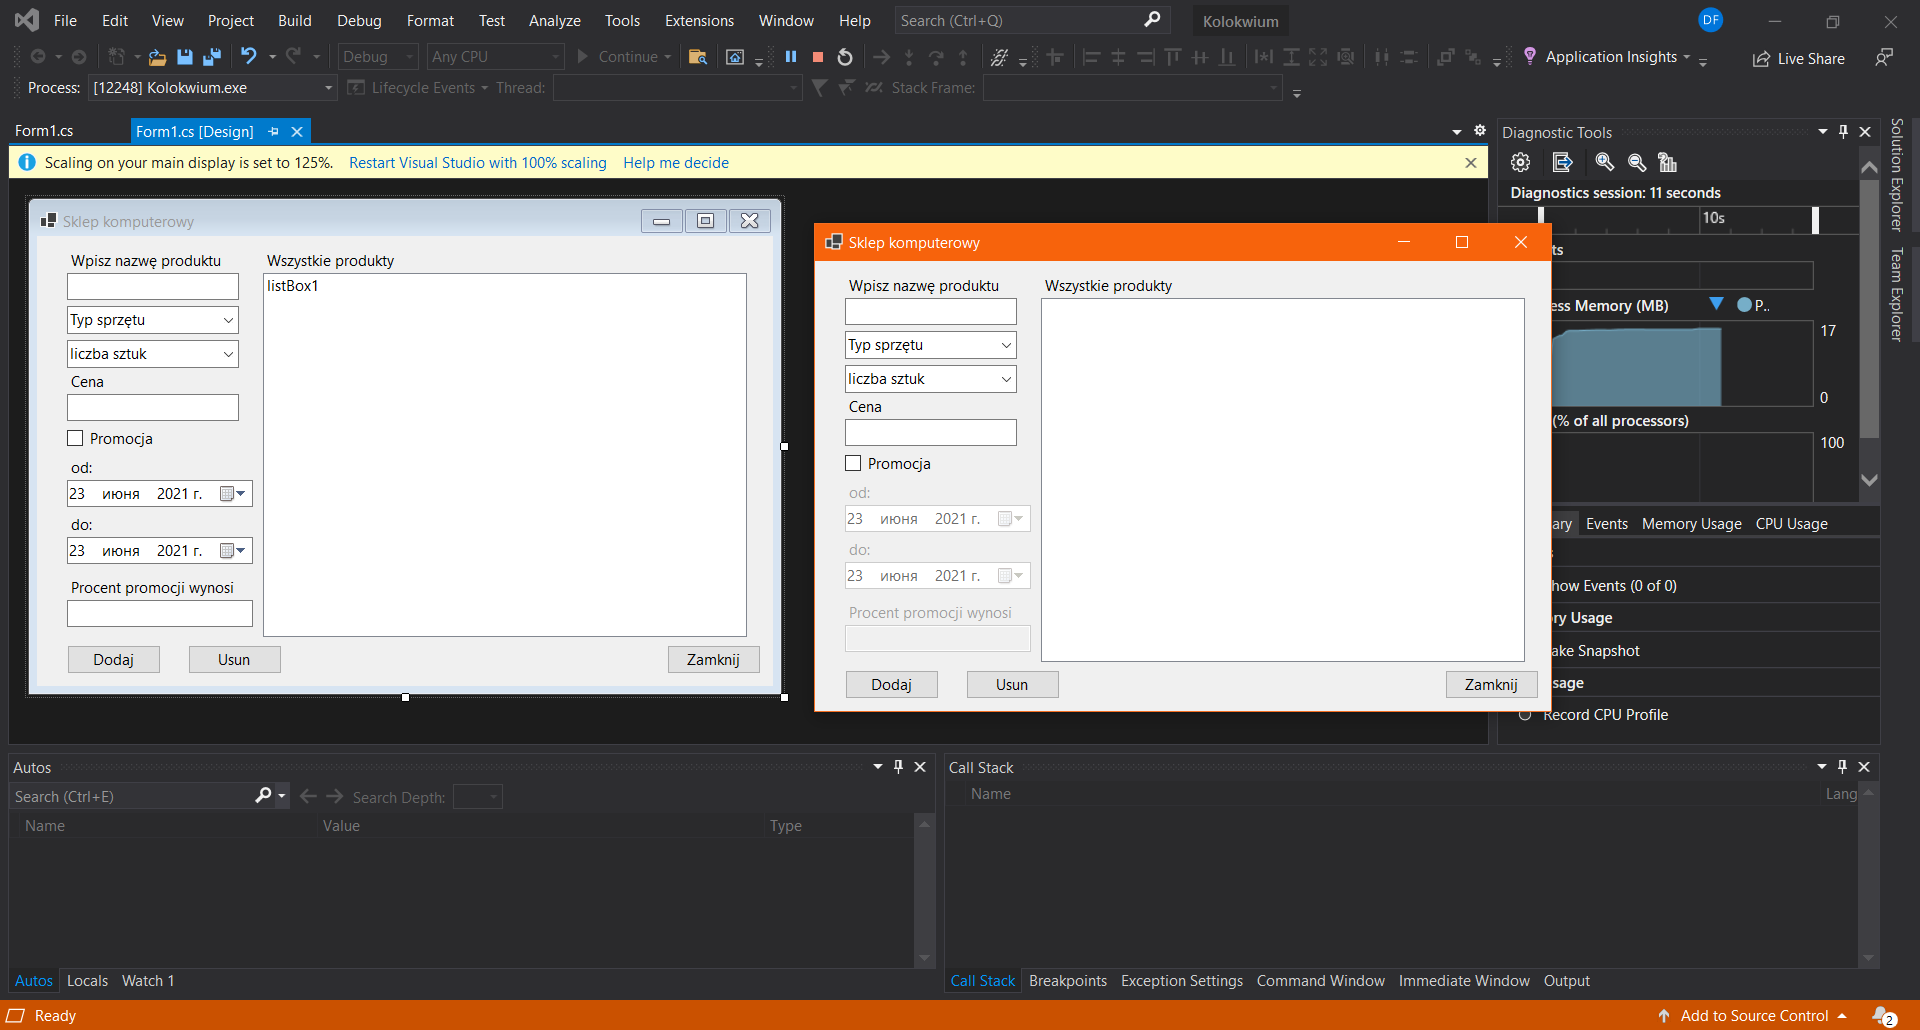 File Edit View Project Build Debug Format Test Analyze Tools Extensions Window Help Search (Ctrl+Q) Kolokwium DF
Debug Any CPU Continue Application Insights Live Share
Process: [12248] Kolokwium.exe Lifecycle Events Thread: Stack Frame:
Form1.cs Form1.cs [Design]
Scaling on your main display is set to 125%. Restart Visual Studio with 100% scaling Help me decide
Sklep komputerowy
Wpisz nazwę produktu Wszystkie produkty
listBox1
Typ sprzętu
liczba sztuk
Cena
Promocja
od:
23 июня 2021 г.
do:
23 июня 2021 г.
Procent promocji wynosi
Dodaj Usun Zamknij
Sklep komputerowy
Wpisz nazwę produktu Wszystkie produkty
Typ sprzętu
liczba sztuk
Cena
Promocja
od:
23 июня 2021 г.
do:
23 июня 2021 г.
Procent promocji wynosi
Dodaj Usun Zamknij
Diagnostic Tools
Diagnostics session: 11 seconds
10s
ts
ess Memory (MB) P..
17
0
(% of all processors)
100
ary Events Memory Usage CPU Usage
how Events (0 of 0)
ry Usage
ake Snapshot
sage
Record CPU Profile
Solution Explorer
Team Explorer
Autos
Search (Ctrl+E) Search Depth:
Name Value Type
Autos Locals Watch 1
Call Stack
Name Lang
Call Stack Breakpoints Exception Settings Command Window Immediate Window Output
Ready Add to Source Control 2